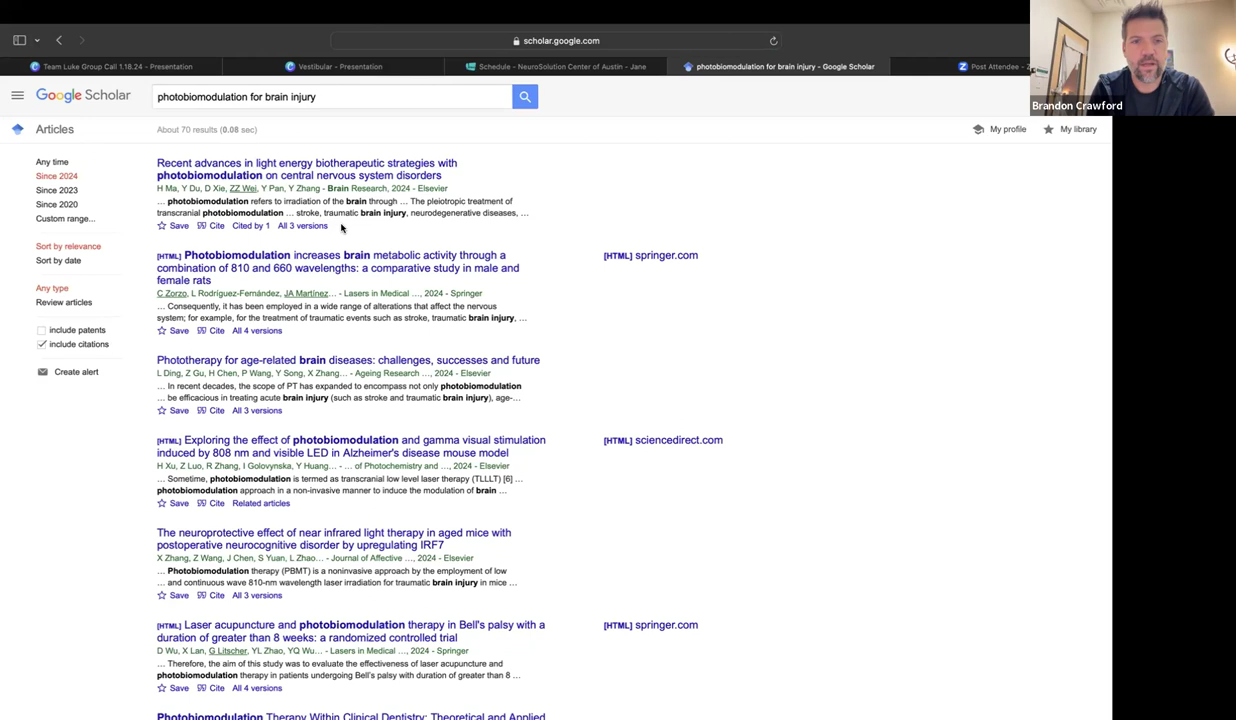 scholar.google.com
Team Luke Group Call 1.18.24 - Presentation
Vestibular - Presentation
Schedule - NeuroSolution Center of Austin - Jane
photobiomodulation for brain injury - Google Scholar
Post Attendee - Z
Brandon Crawford
Google Scholar
photobiomodulation for brain injury
Articles
About 70 results (0.08 sec)
My profile
My library
Any time
Since 2024
Since 2023
Since 2020
Custom range...
Sort by relevance
Sort by date
Any type
Review articles
include patents
include citations
Create alert
Recent advances in light energy biotherapeutic strategies with
photobiomodulation on central nervous system disorders
H Ma, Y Du, D Xie, ZZ Wei, Y Pan, Y Zhang - Brain Research, 2024 - Elsevier
... photobiomodulation refers to irradiation of the brain through ... The pleiotropic treatment of
transcranial photobiomodulation ... stroke, traumatic brain injury, neurodegenerative diseases, ...
Save Cite Cited by 1 All 3 versions
[HTML] Photobiomodulation increases brain metabolic activity through a
combination of 810 and 660 wavelengths: a comparative study in male and
female rats
[HTML] springer.com
C Zorzo, L Rodríguez-Fernández, JA Martínez... - Lasers in Medical ..., 2024 - Springer
... Consequently, it has been employed in a wide range of alterations that affect the nervous
system; for example, for the treatment of traumatic events such as stroke, traumatic brain injury, ...
Save Cite All 4 versions
Phototherapy for age-related brain diseases: challenges, successes and future
L Ding, Z Gu, H Chen, P Wang, Y Song, X Zhang... - Ageing Research ..., 2024 - Elsevier
... In recent decades, the scope of PT has expanded to encompass not only photobiomodulation
... be efficacious in treating acute brain injury (such as stroke and traumatic brain injury), age-...
Save Cite All 3 versions
[HTML] Exploring the effect of photobiomodulation and gamma visual stimulation
induced by 808 nm and visible LED in Alzheimer's disease mouse model
[HTML] sciencedirect.com
H Xu, Z Luo, R Zhang, I Golovynska, Y Huang... - ... of Photochemistry and ..., 2024 - Elsevier
... Sometime, photobiomodulation is termed as transcranial low level laser therapy (TLLLT) [6] ...
photobiomodulation approach in a non-invasive manner to induce the modulation of brain ...
Save Cite Related articles
The neuroprotective effect of near infrared light therapy in aged mice with
postoperative neurocognitive disorder by upregulating IRF7
X Zhang, Z Wang, J Chen, S Yuan, L Zhao... - Journal of Affective ..., 2024 - Elsevier
... Photobiomodulation therapy (PBMT) is a noninvasive approach by the employment of low
... and continuous wave 810-nm wavelength laser irradiation for traumatic brain injury in mice ...
Save Cite All 3 versions
[HTML] Laser acupuncture and photobiomodulation therapy in Bell's palsy with a
duration of greater than 8 weeks: a randomized controlled trial
[HTML] springer.com
D Wu, X Lan, G Litscher, YL Zhao, YQ Wu... - Lasers in Medical ..., 2024 - Springer
... Therefore, the aim of this study was to evaluate the effectiveness of laser acupuncture and
photobiomodulation therapy in patients undergoing Bell's palsy with duration of greater than 8 ...
Save Cite All 4 versions
Photobiomodulation Therapy Within Clinical Dentistry: Theoretical and Applied